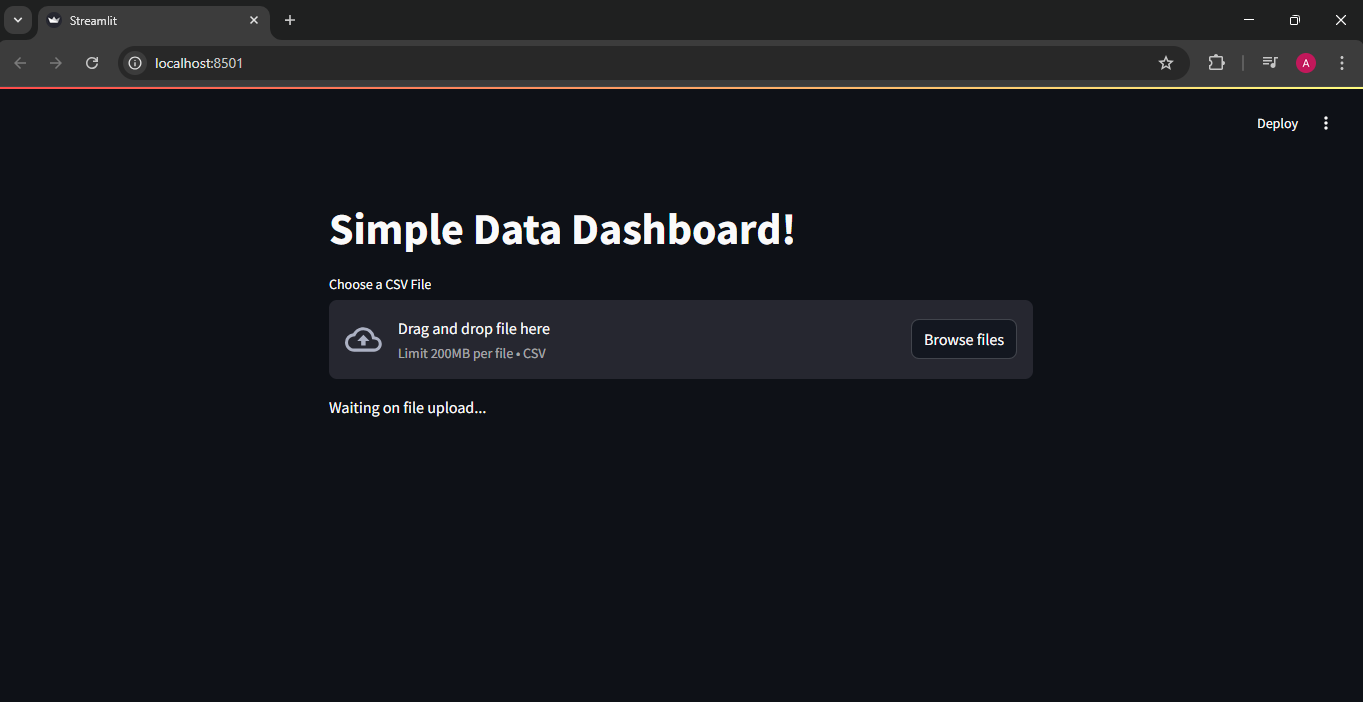 Streamlit
localhost:8501
A
Deploy
Simple Data Dashboard!
Choose a CSV File
Drag and drop file here
Limit 200MB per file • CSV
Browse files
Waiting on file upload...